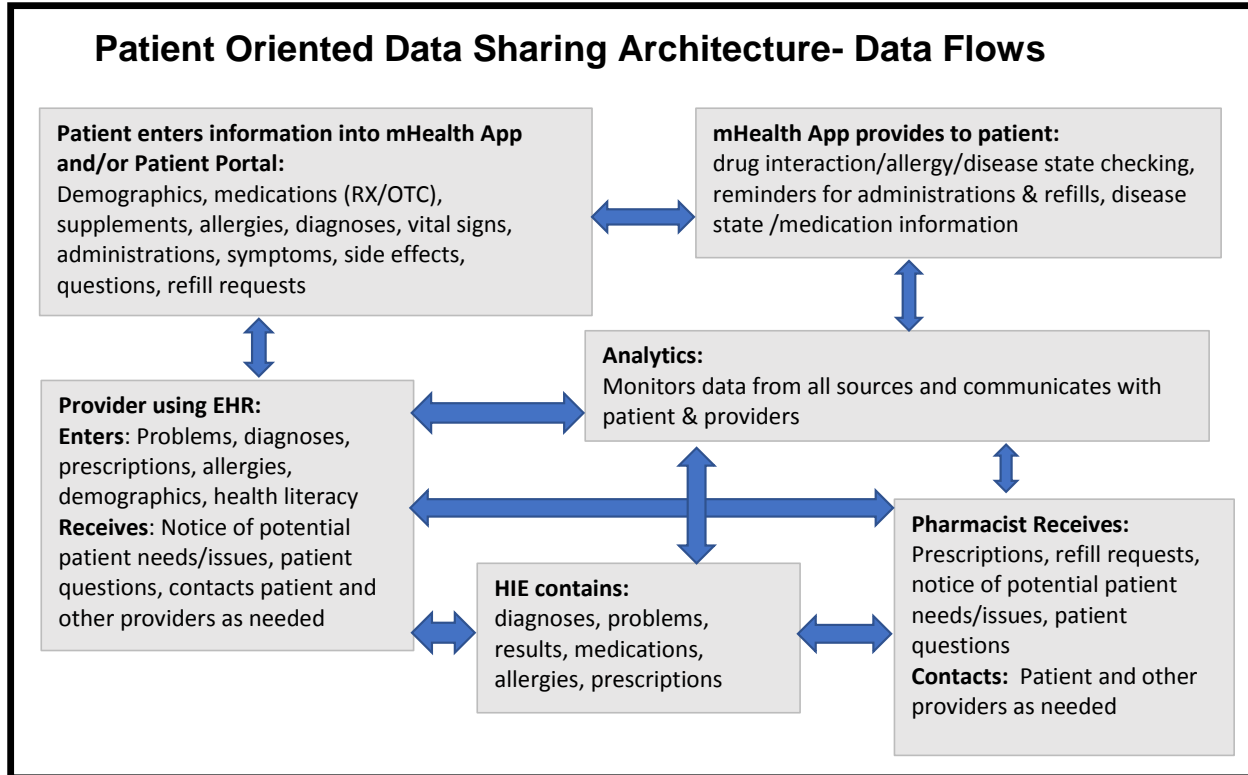 Patient Oriented Data Sharing Architecture- Data Flows
Patient enters information into mHealth App
and/or Patient Portal:
Demographics, medications (RX/OTC),
supplements, allergies, diagnoses, vital signs,
administrations, symptoms, side effects,
questions, refill requests
mHealth App provides to patient:
drug interaction/allergy/disease state checking,
reminders for administrations & refills, disease
state /medication information
Analytics:
Monitors data from all sources and communicates with
patient & providers
Provider using EHR:
Enters: Problems, diagnoses,
prescriptions, allergies,
demographics, health literacy
Receives: Notice of potential
patient needs/issues, patient
questions, contacts patient and
other providers as needed
HIE contains:
diagnoses, problems,
results, medications,
allergies, prescriptions
Pharmacist Receives:
Prescriptions, refill requests,
notice of potential patient
needs/issues, patient
questions
Contacts: Patient and other
providers as needed